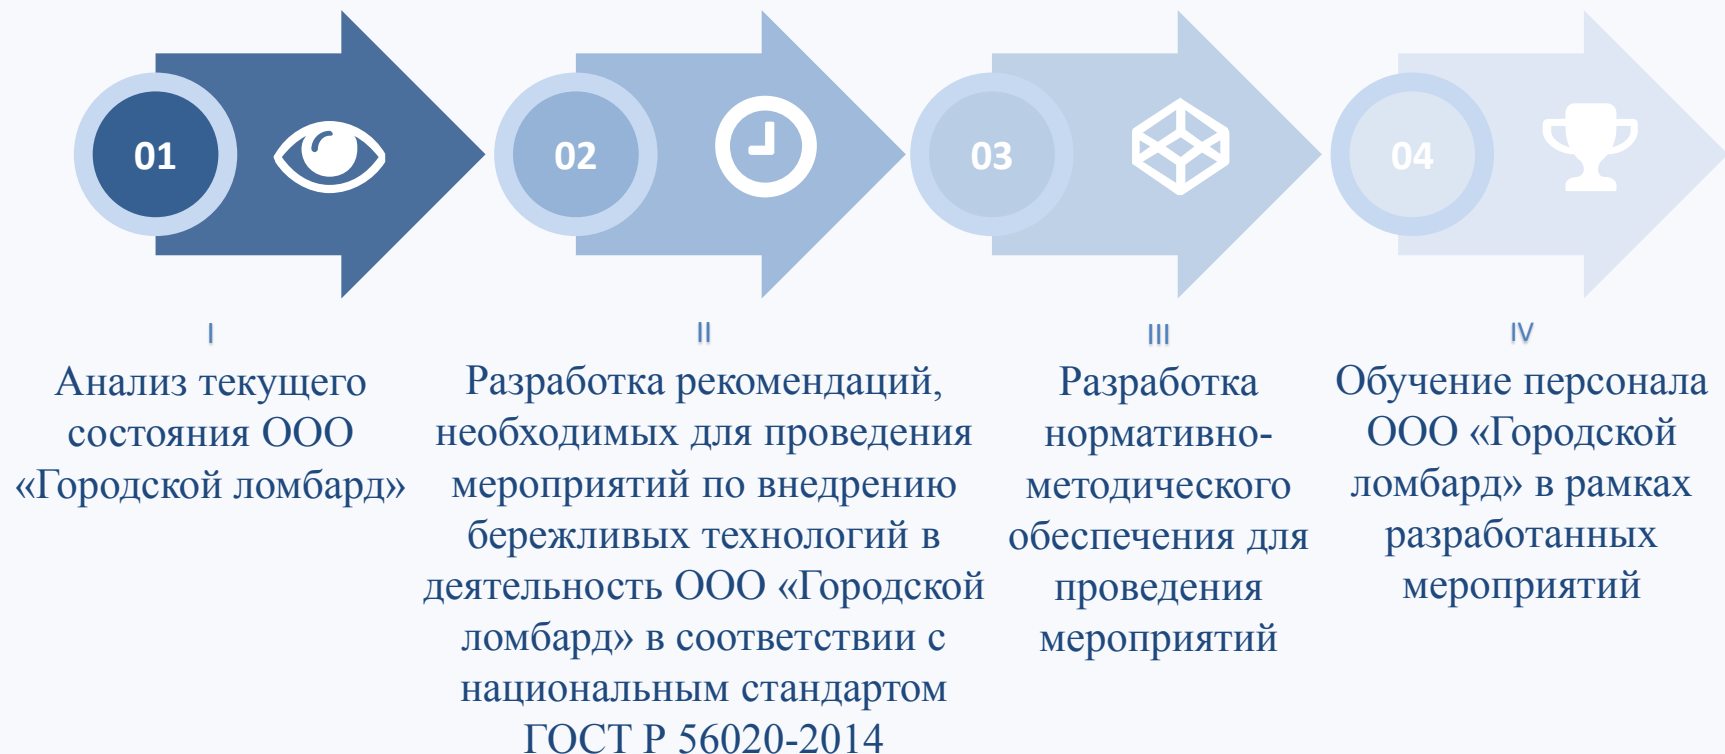 01
02
03
04
I
Анализ текущего
состояния ООО
«Городской ломбард»
II
Разработка рекомендаций,
необходимых для проведения
мероприятий по внедрению
бережливых технологий в
деятельность ООО «Городской
ломбард» в соответствии с
национальным стандартом
ГОСТ Р 56020-2014
III
Разработка
нормативно-
методического
обеспечения для
проведения
мероприятий
IV
Обучение персонала
ООО «Городской
ломбард» в рамках
разработанных
мероприятий